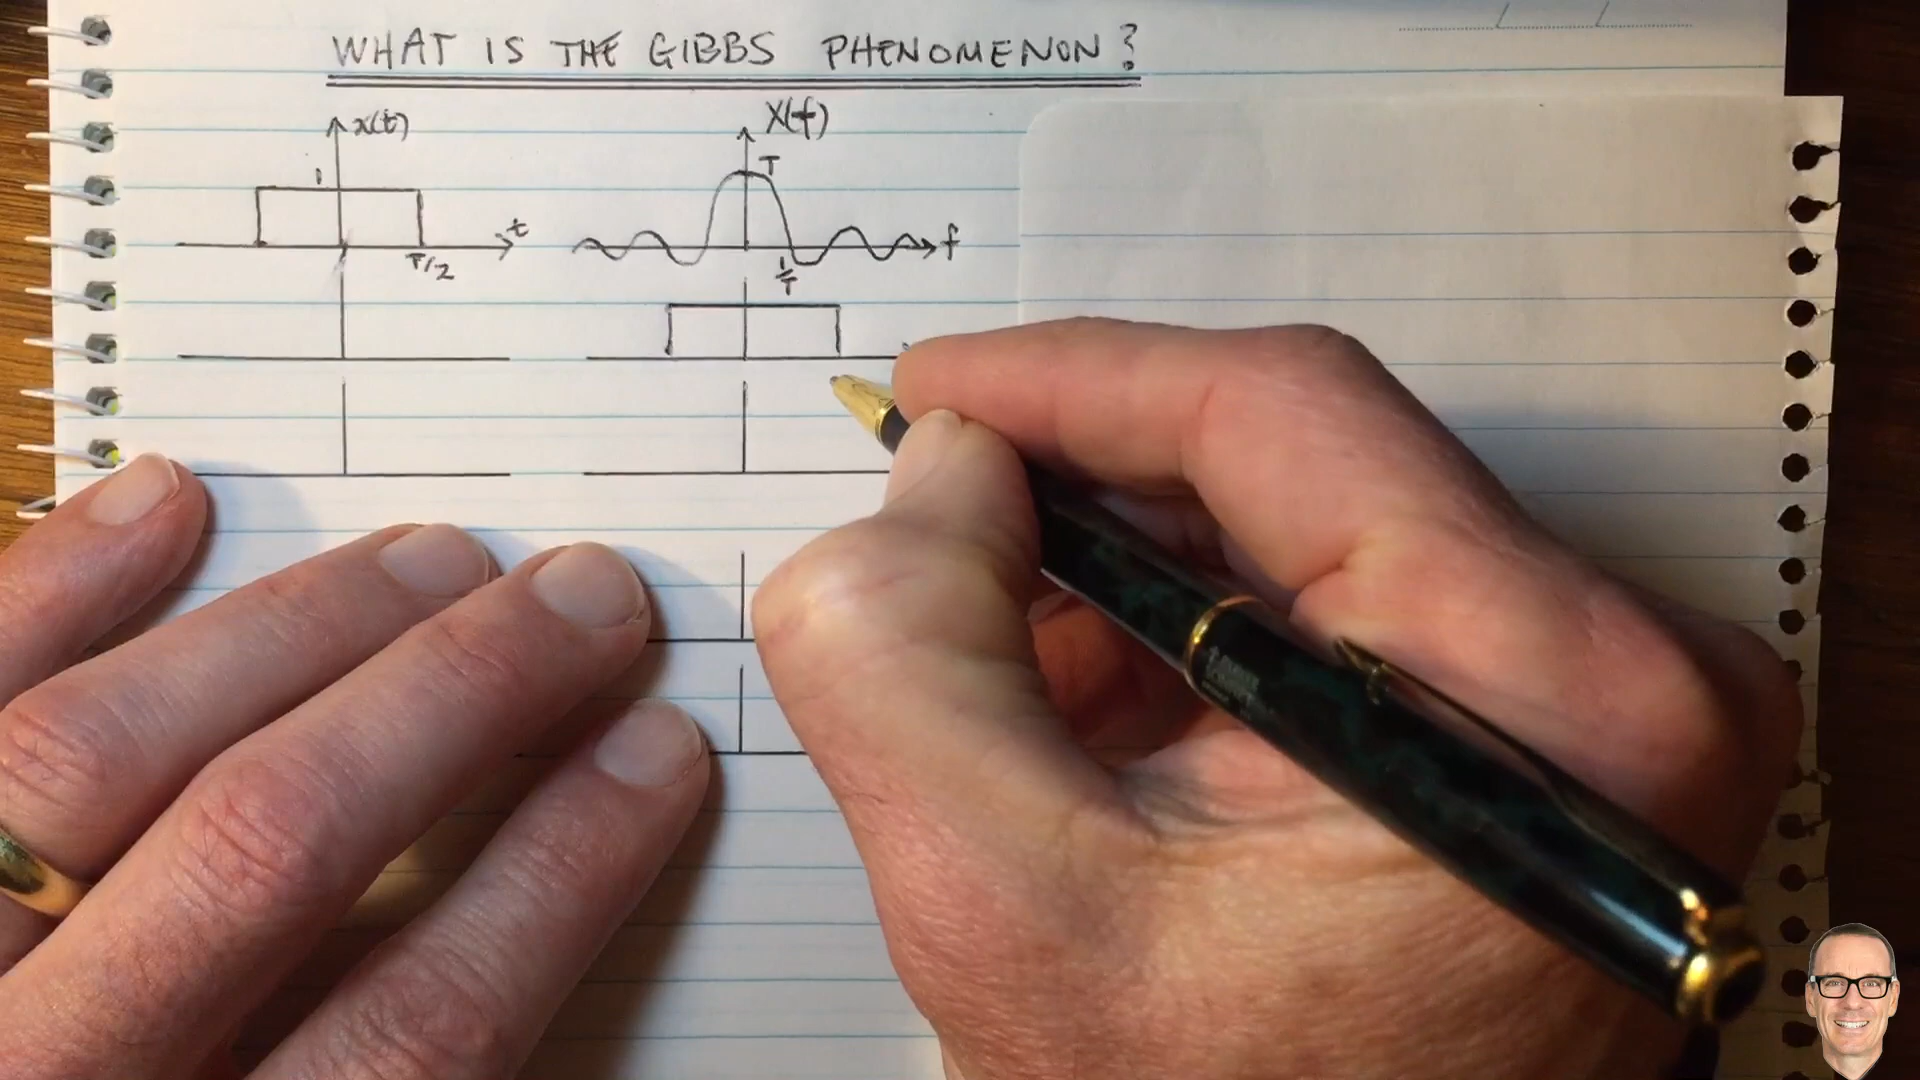 WHAT IS THE GIBBS PHENOMENON?
x(t)
X(f)
1
T
t
f
T/2
1/T